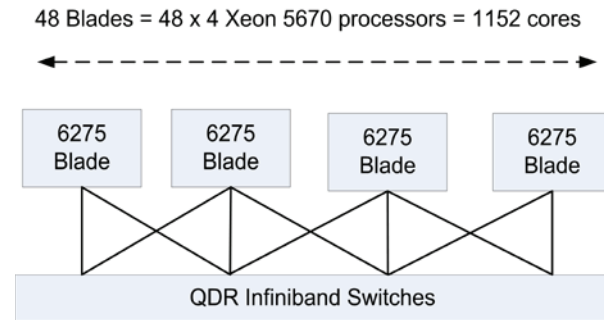 48 Blades = 48 x 4 Xeon 5670 processors = 1152 cores
6275 6275 6275 6275
Blade Blade Blade Blade
QDR Infiniband Switches